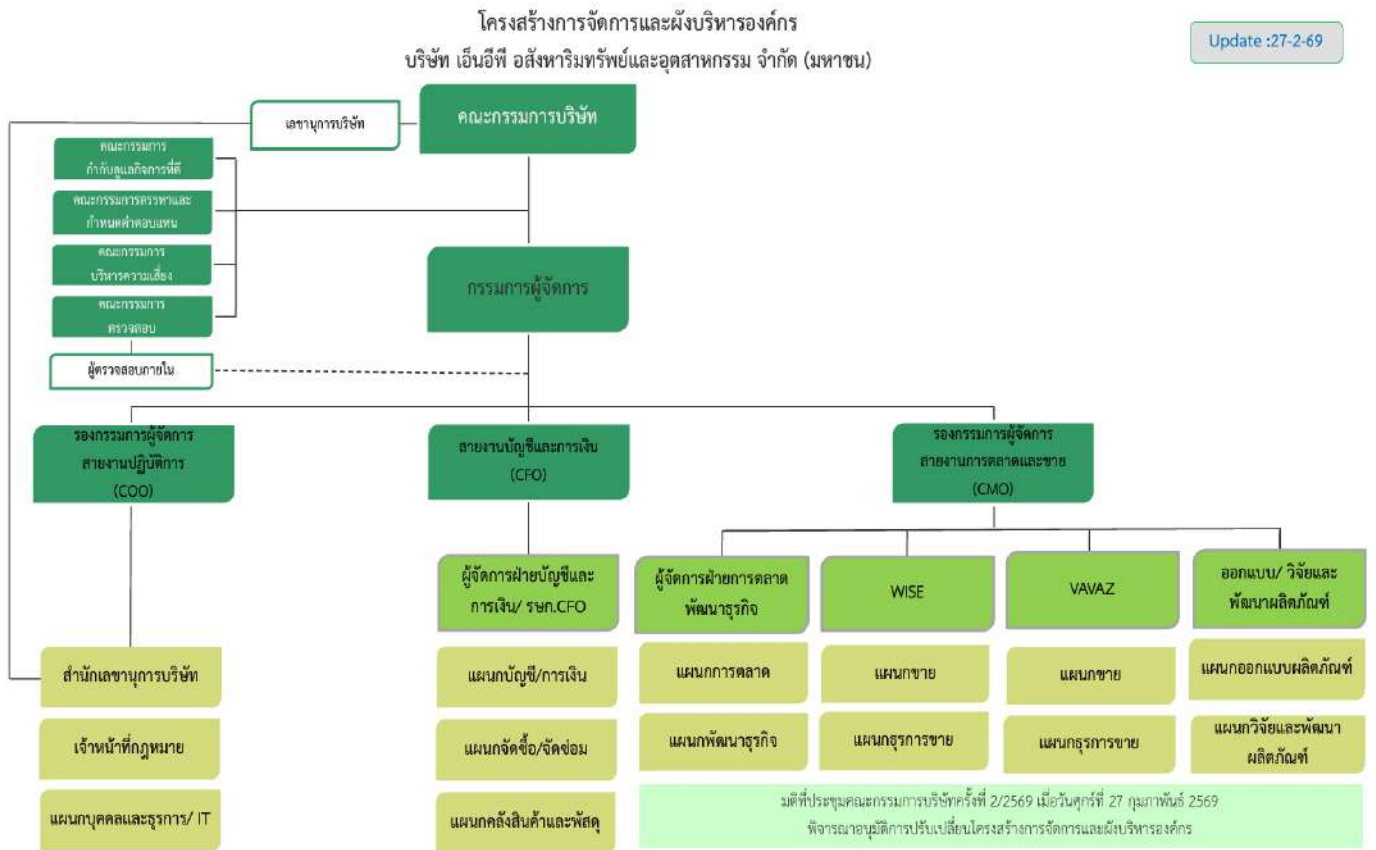 โครงสร้างการจัดการและผังบริหารองค์กร
บริษัท เอ็นอีพี อสังหาริมทรัพย์และอุตสาหกรรม จำกัด (มหาชน)
Update :27-2-69
เลขานุการบริษัท
คณะกรรมการบริษัท
คณะกรรมการ
กำกับดูแลกิจการที่ดี
คณะกรรมการสรรหาและ
กำหนดค่าตอบแทน
คณะกรรมการ
บริหารความเสี่ยง
คณะกรรมการ
ตรวจสอบ
ผู้ตรวจสอบภายใน
กรรมการผู้จัดการ
รองกรรมการผู้จัดการ
สายงานปฏิบัติการ
(COO)
สายงานบัญชีและการเงิน
(CFO)
รองกรรมการผู้จัดการ
สายงานการตลาดและขาย
(CMO)
ผู้จัดการฝ่ายบัญชีและ
การเงิน/ รษก.CFO
ผู้จัดการฝ่ายการตลาด
พัฒนาธุรกิจ
WISE
VAVAZ
ออกแบบ/ วิจัยและ
พัฒนาผลิตภัณฑ์
สำนักเลขานุการบริษัท
แผนกบัญชี/การเงิน
แผนกการตลาด
แผนกขาย
แผนกขาย
แผนกออกแบบผลิตภัณฑ์
เจ้าหน้าที่กฎหมาย
แผนกจัดซื้อ/จัดซ่อม
แผนกพัฒนาธุรกิจ
แผนกธุรการขาย
แผนกธุรการขาย
แผนกวิจัยและพัฒนา
ผลิตภัณฑ์
แผนกบุคคลและธุรการ/ IT
แผนกคลังสินค้าและพัสดุ
มติที่ประชุมคณะกรรมการบริษัทครั้งที่ 2/2569 เมื่อวันศุกร์ที่ 27 กุมภาพันธ์ 2569
พิจารณาอนุมัติการปรับเปลี่ยนโครงสร้างการจัดการและผังบริหารองค์กร